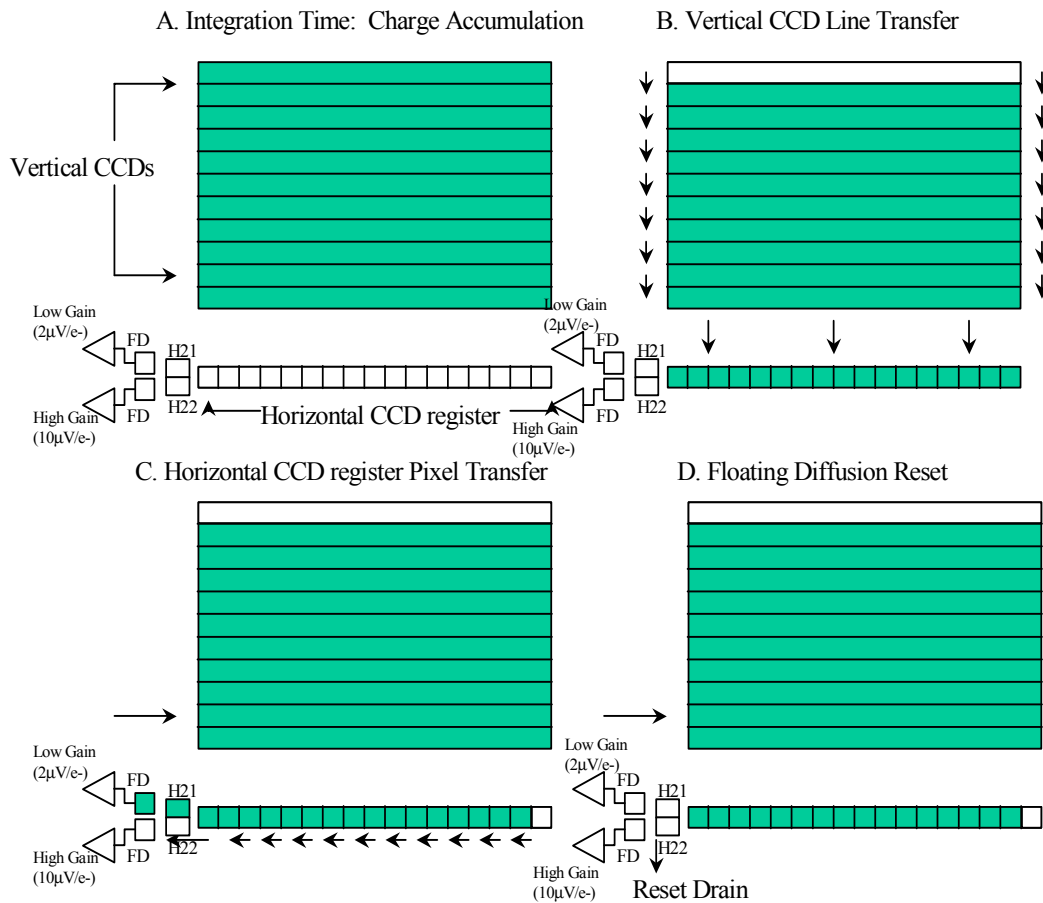 A. Integration Time: Charge Accumulation
B. Vertical CCD Line Transfer
Vertical CCDs
Low Gain
(2μV/e-)
FD
H21
High Gain
(10μV/e-)
FD
H22
Horizontal CCD register
Low Gain
(2μV/e-)
FD
H21
High Gain
(10μV/e-)
FD
H22
C. Horizontal CCD register Pixel Transfer
D. Floating Diffusion Reset
Low Gain
(2μV/e-)
FD
H21
High Gain
(10μV/e-)
FD
H22
Low Gain
(2μV/e-)
FD
H21
High Gain
(10μV/e-)
FD
H22
Reset Drain